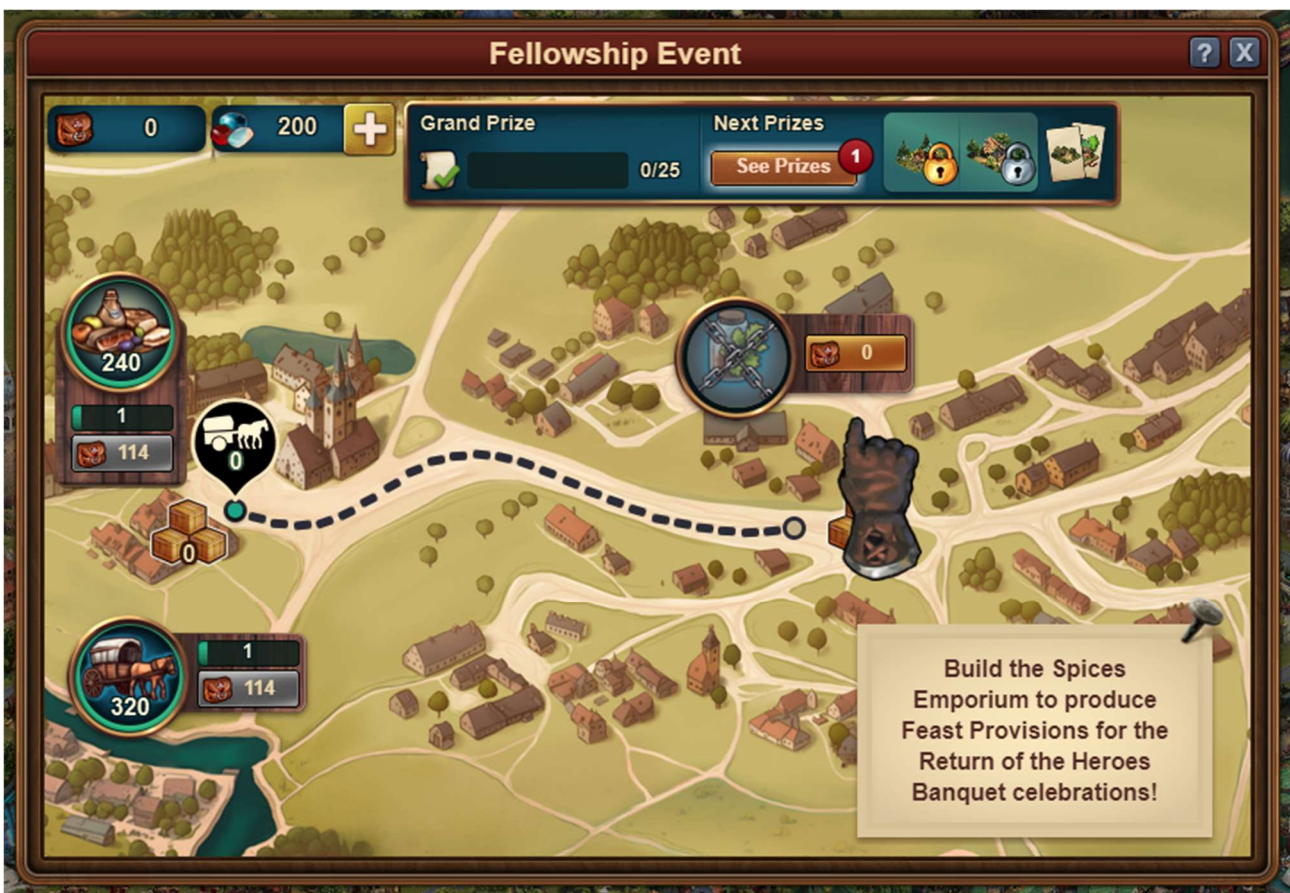 Fellowship Event
? X
0
200
Grand Prize
0/25
Next Prizes
See Prizes
1
240
1
114
0
0
0
320
1
114
Build the Spices
Emporium to produce
Feast Provisions for the
Return of the Heroes
Banquet celebrations!